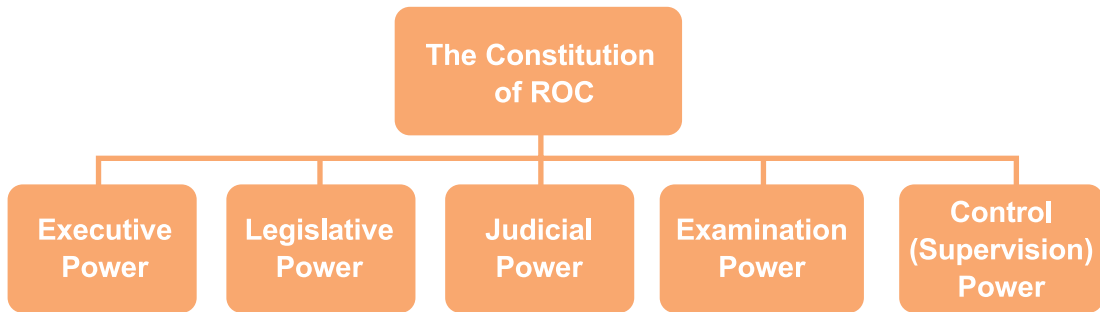 The Constitution
of ROC
Executive
Power
Legislative
Power
Judicial
Power
Examination
Power
Control
(Supervision)
Power